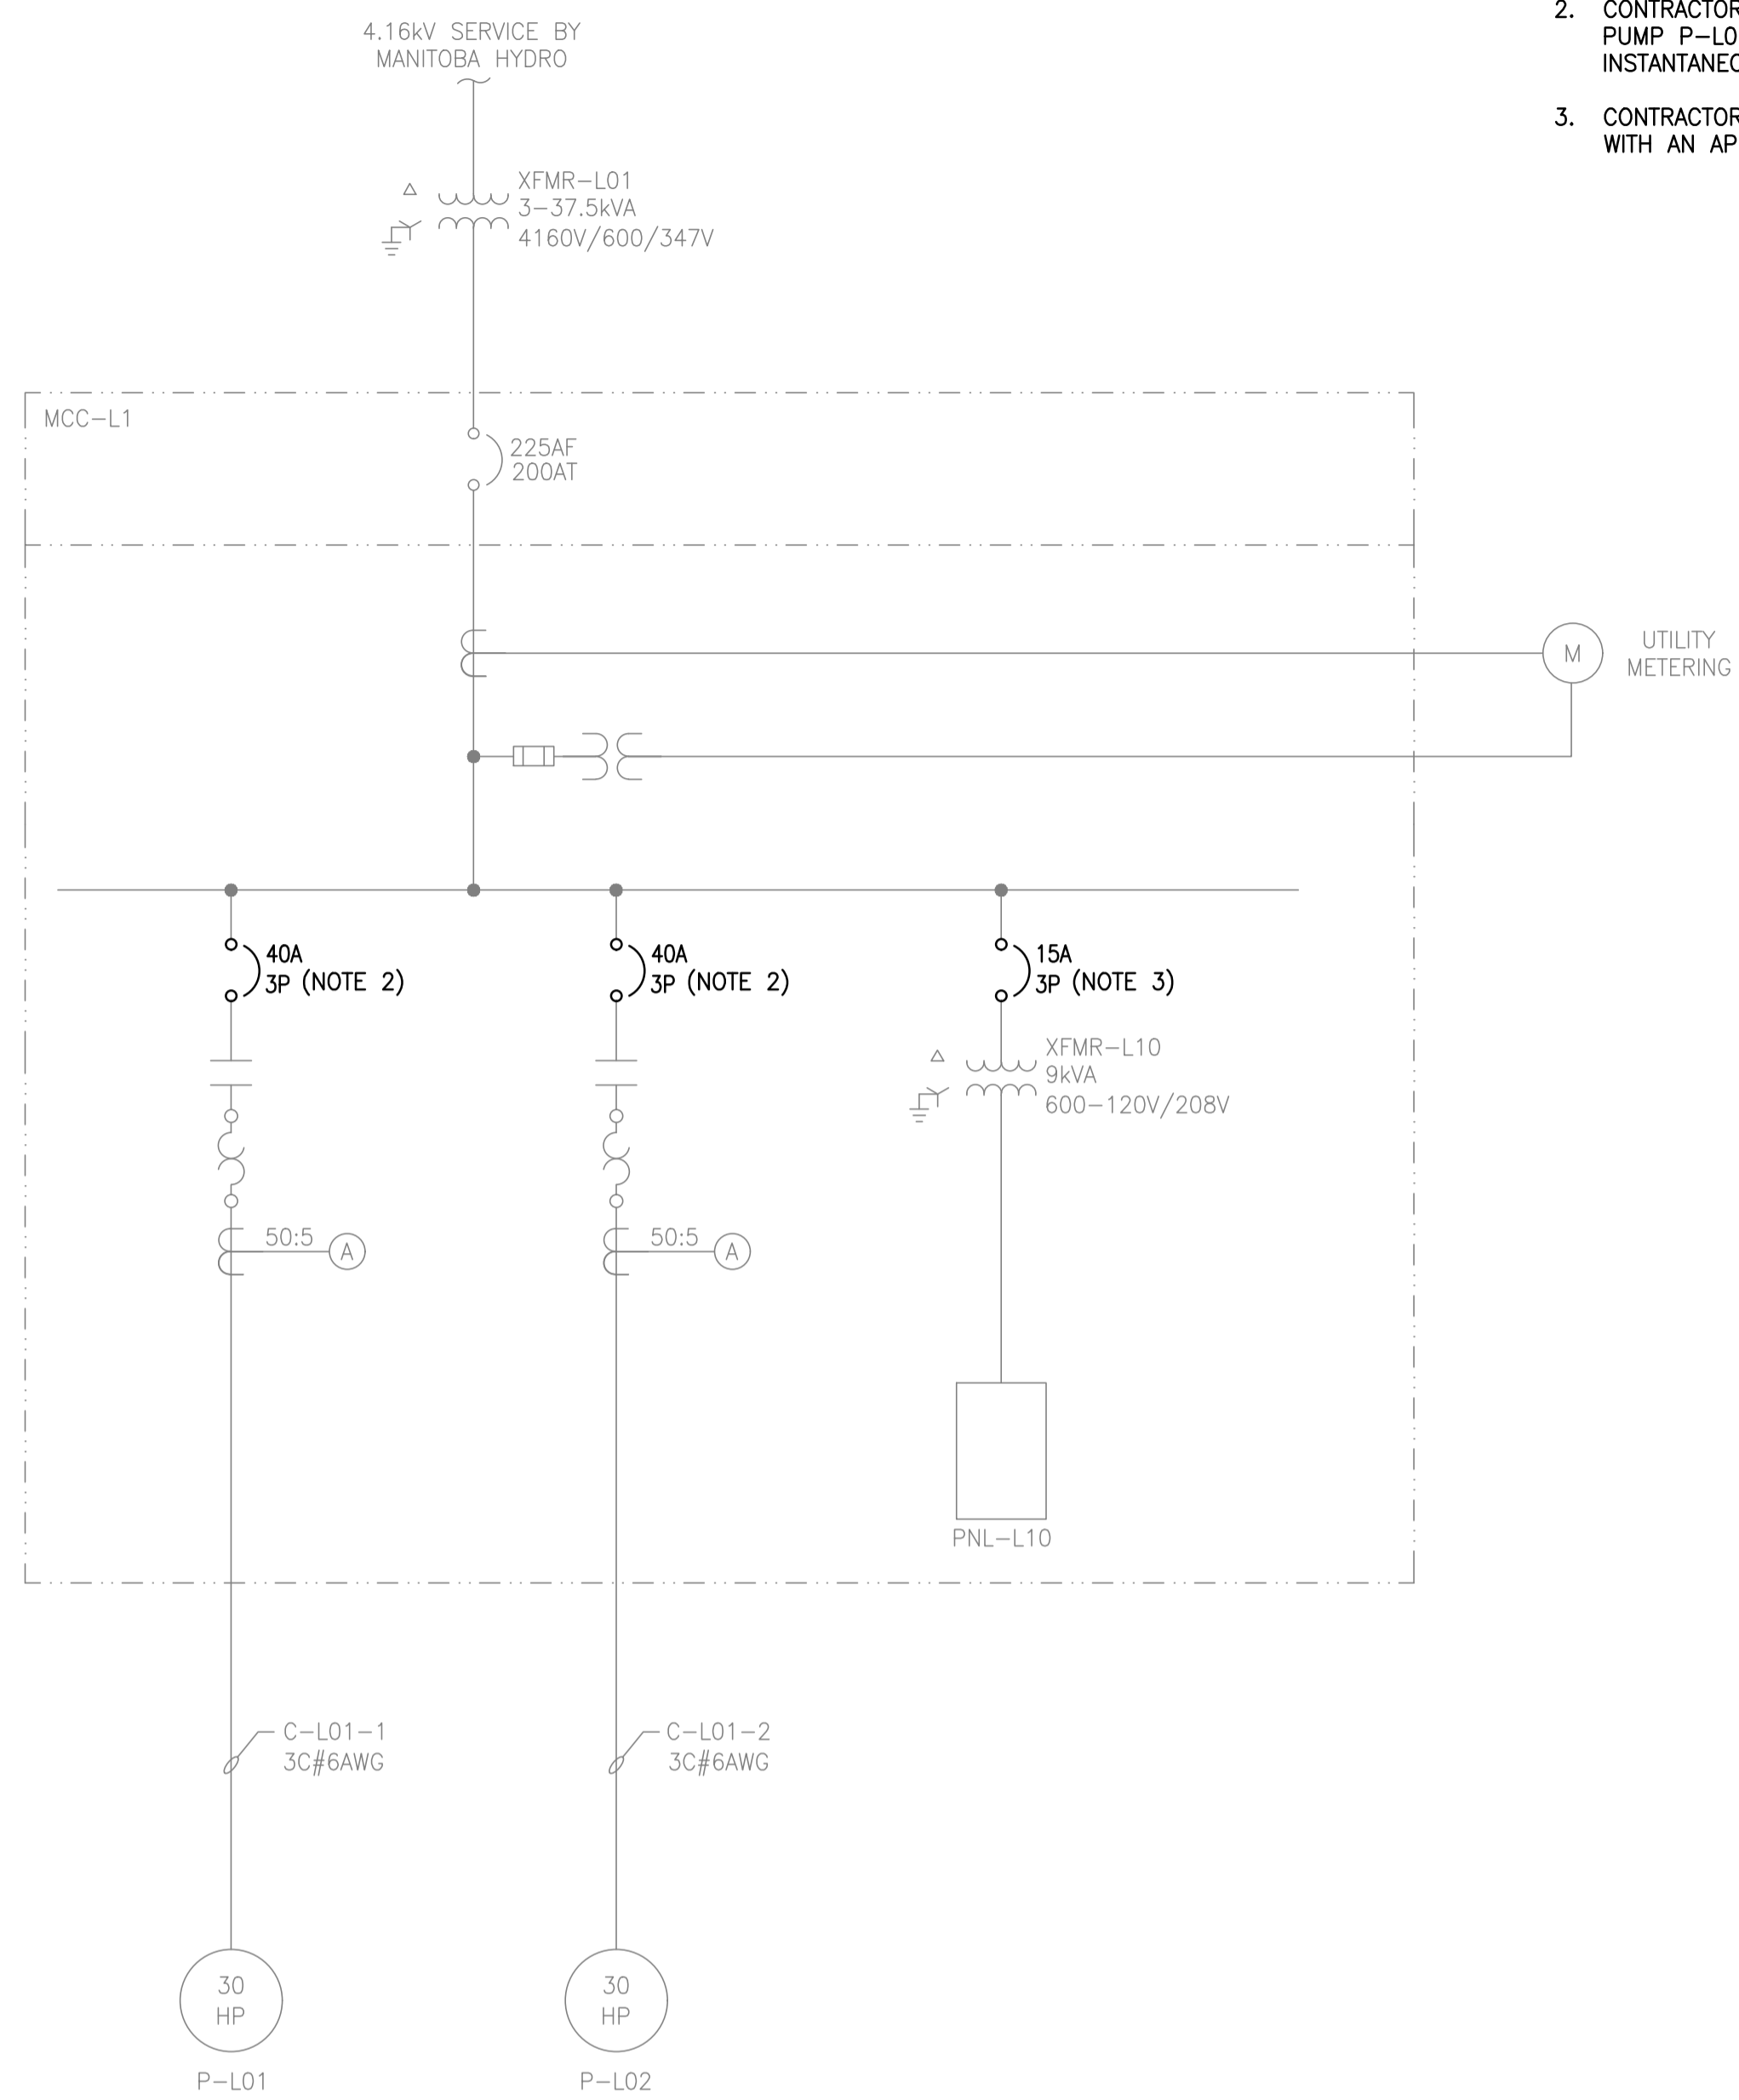 4.16kV SERVICE BY
MANITOBA HYDRO
2. CONTRACTOR
PUMP
3. CONTRACTOR
WITH AN
XFMR-L01
3-37.5kVA
4160V/600/347V
MCC-L1
225AF
200AT
M
UTILITY
METERING
40A
3P (NOTE 2)
40A
3P (NOTE 2)
15A
3P (NOTE 3)
XFMR-L10
9kVA
600-120V/208V
50:5
A
50:5
A
PNL-L10
C-L01-1
3C#6AWG
C-L01-2
3C#6AWG
30
HP
P-L01
30
HP
P-L02